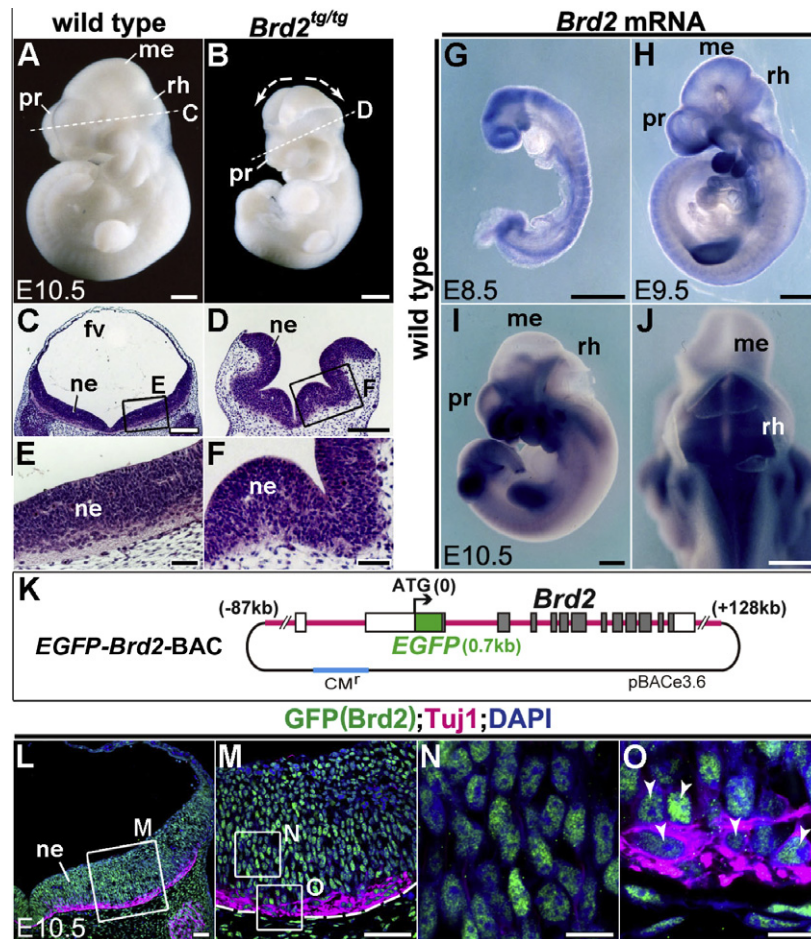 wild type
Brd2tg/tg
Brd2 mRNA
A
me
pr
rh
C
E10.5
B
D
pr
G
E8.5
H
me
rh
pr
E9.5
wild type
C
fv
ne
E
D
ne
F
E
ne
F
ne
I
me
rh
pr
E10.5
J
me
rh
K
(-87kb)
ATG(0)
Brd2
(+128kb)
EGFP-Brd2-BAC
EGFP(0.7kb)
CMr
pBACe3.6
GFP(Brd2);Tuj1;DAPI
L
M
ne
E10.5
M
N
O
N
O